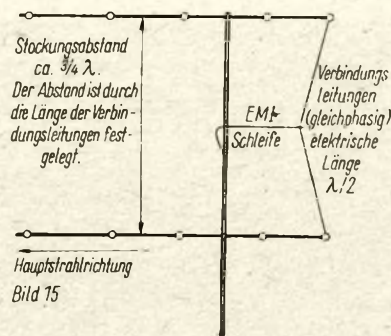 Stockungsabstand
ca. ¾ λ.
Der Abstand ist durch
die Länge der Verbin-
dungsleitungen fest-
gelegt.
EMI-
Schleife
Verbindungs
leitungen
(gleichphasig)
elektrische
Länge
λ/2
Hauptstrahlrichtung
Bild 15